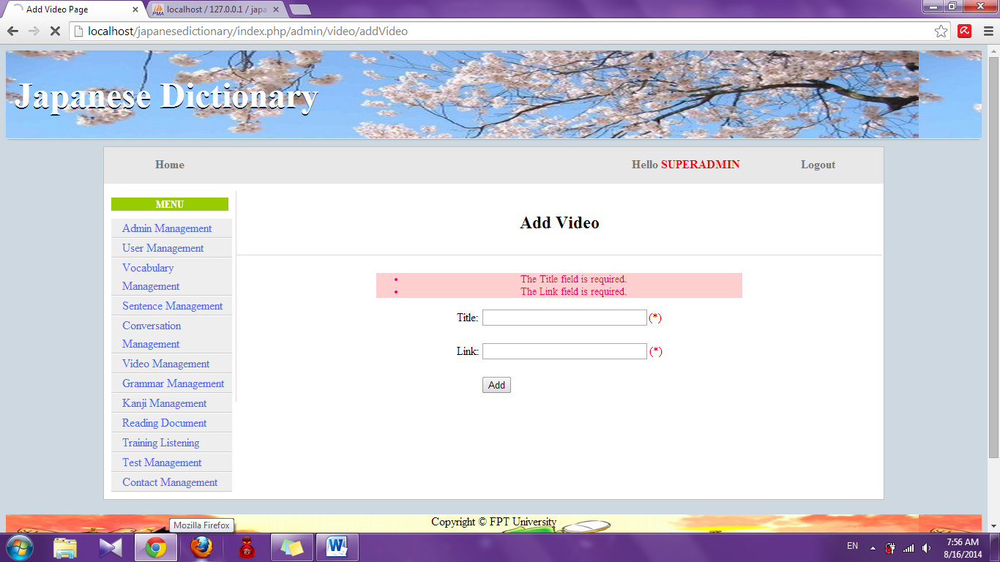 Add Video Page
localhost / 127.0.0.1 / japa
localhost/japanesedictionary/index.php/admin/video/addVideo
Japanese Dictionary
Home
Hello SUPERADMIN
Logout
MENU
Admin Management
User Management
Vocabulary
Management
Sentence Management
Conversation
Management
Video Management
Grammar Management
Kanji Management
Reading Document
Training Listening
Test Management
Contact Management
Add Video
• The Title field is required.
• The Link field is required.
Title: (*)
Link: (*)
Add
Copyright © FPT University
Mozilla Firefox
EN
7:56 AM
8/16/2014